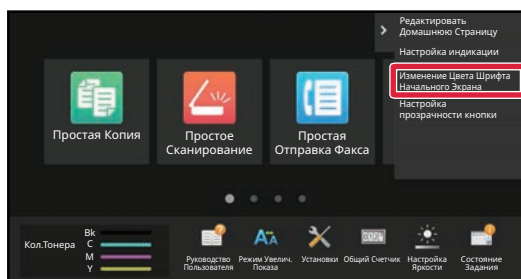 Редактировать
Домашнюю Страницу
Настройка индикации
Изменение Цвета Шрифта
Начального Экрана
Настройка
прозрачности кнопки
Простая Копия
Простое
Сканирование
Простая
Отправка Факса
Кол.Тонера
Bk
C
M
Y
Руководство
Пользователя
Режим Увелич.
Показа
Установки
Общий Счетчик
Настройка
Яркости
Состояние
Задания